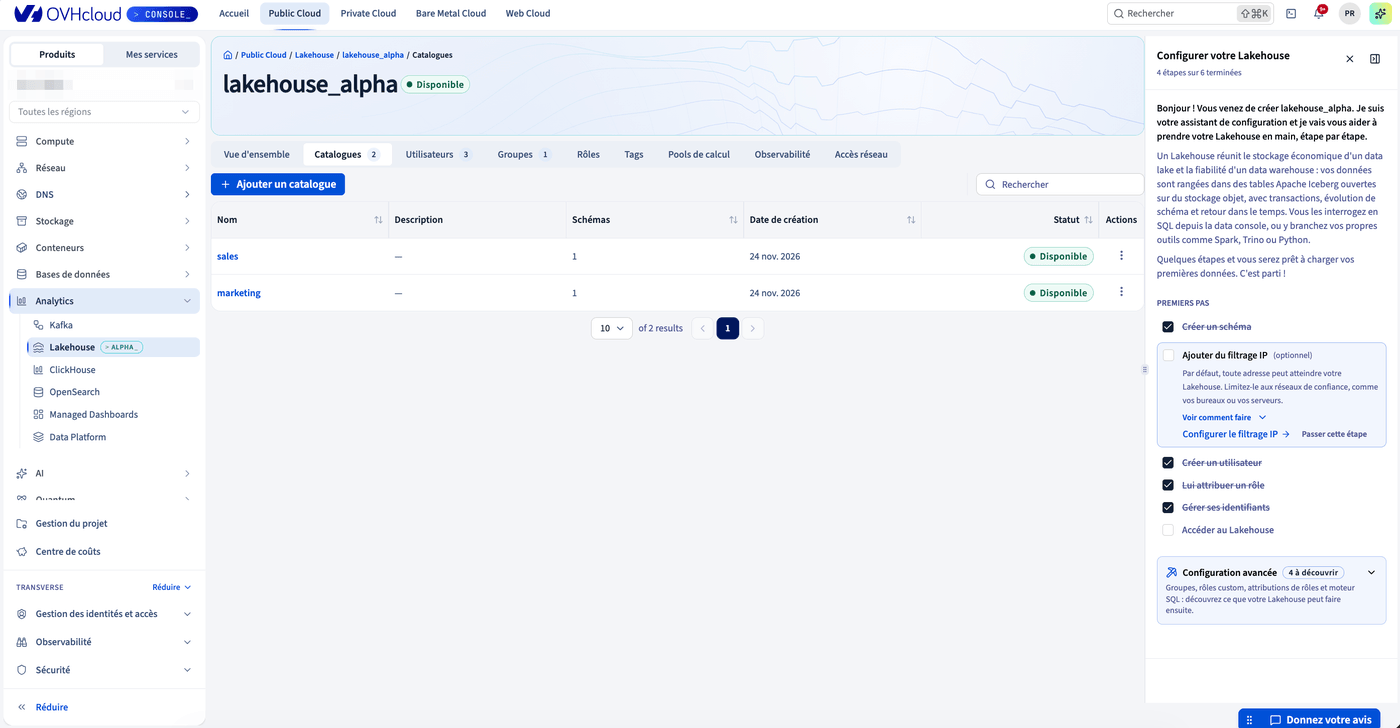 OVHcloud > CONSOLE_ Accueil Public Cloud Private Cloud Bare Metal Cloud Web Cloud Rechercher ⇧⌘K 9+ PR
Produits Mes services
Toutes les régions
Compute
Réseau
DNS
Stockage
Conteneurs
Bases de données
Analytics
Kafka
Lakehouse > ALPHA_
ClickHouse
OpenSearch
Managed Dashboards
Data Platform
AI
Quantum
Gestion du projet
Centre de coûts
TRANSVERSE Réduire
Gestion des identités et accès
Observabilité
Sécurité
Réduire
/ Public Cloud / Lakehouse / lakehouse_alpha / Catalogues
lakehouse_alpha Disponible
Vue d'ensemble Catalogues 2 Utilisateurs 3 Groupes 1 Rôles Tags Pools de calcul Observabilité Accès réseau
+ Ajouter un catalogue Rechercher
Nom Description Schémas Date de création Statut Actions
sales — 1 24 nov. 2026 Disponible
marketing — 1 24 nov. 2026 Disponible
10 of 2 results 1
Configurer votre Lakehouse
4 étapes sur 6 terminées
Bonjour ! Vous venez de créer lakehouse_alpha. Je suis
votre assistant de configuration et je vais vous aider à
prendre votre Lakehouse en main, étape par étape.
Un Lakehouse réunit le stockage économique d'un data
lake et la fiabilité d'un data warehouse : vos données
sont rangées dans des tables Apache Iceberg ouvertes
sur du stockage objet, avec transactions, évolution de
schéma et retour dans le temps. Vous les interrogez en
SQL depuis la data console, ou y branchez vos propres
outils comme Spark, Trino ou Python.
Quelques étapes et vous serez prêt à charger vos
premières données. C'est parti !
PREMIERS PAS
Créer un schéma
Ajouter du filtrage IP (optionnel)
Par défaut, toute adresse peut atteindre votre
Lakehouse. Limitez-le aux réseaux de confiance, comme
vos bureaux ou vos serveurs.
Voir comment faire
Configurer le filtrage IP → Passer cette étape
Créer un utilisateur
Lui attribuer un rôle
Gérer ses identifiants
Accéder au Lakehouse
Configuration avancée 4 à découvrir
Groupes, rôles custom, attributions de rôles et moteur
SQL : découvrez ce que votre Lakehouse peut faire
ensuite.
Donnez votre avis